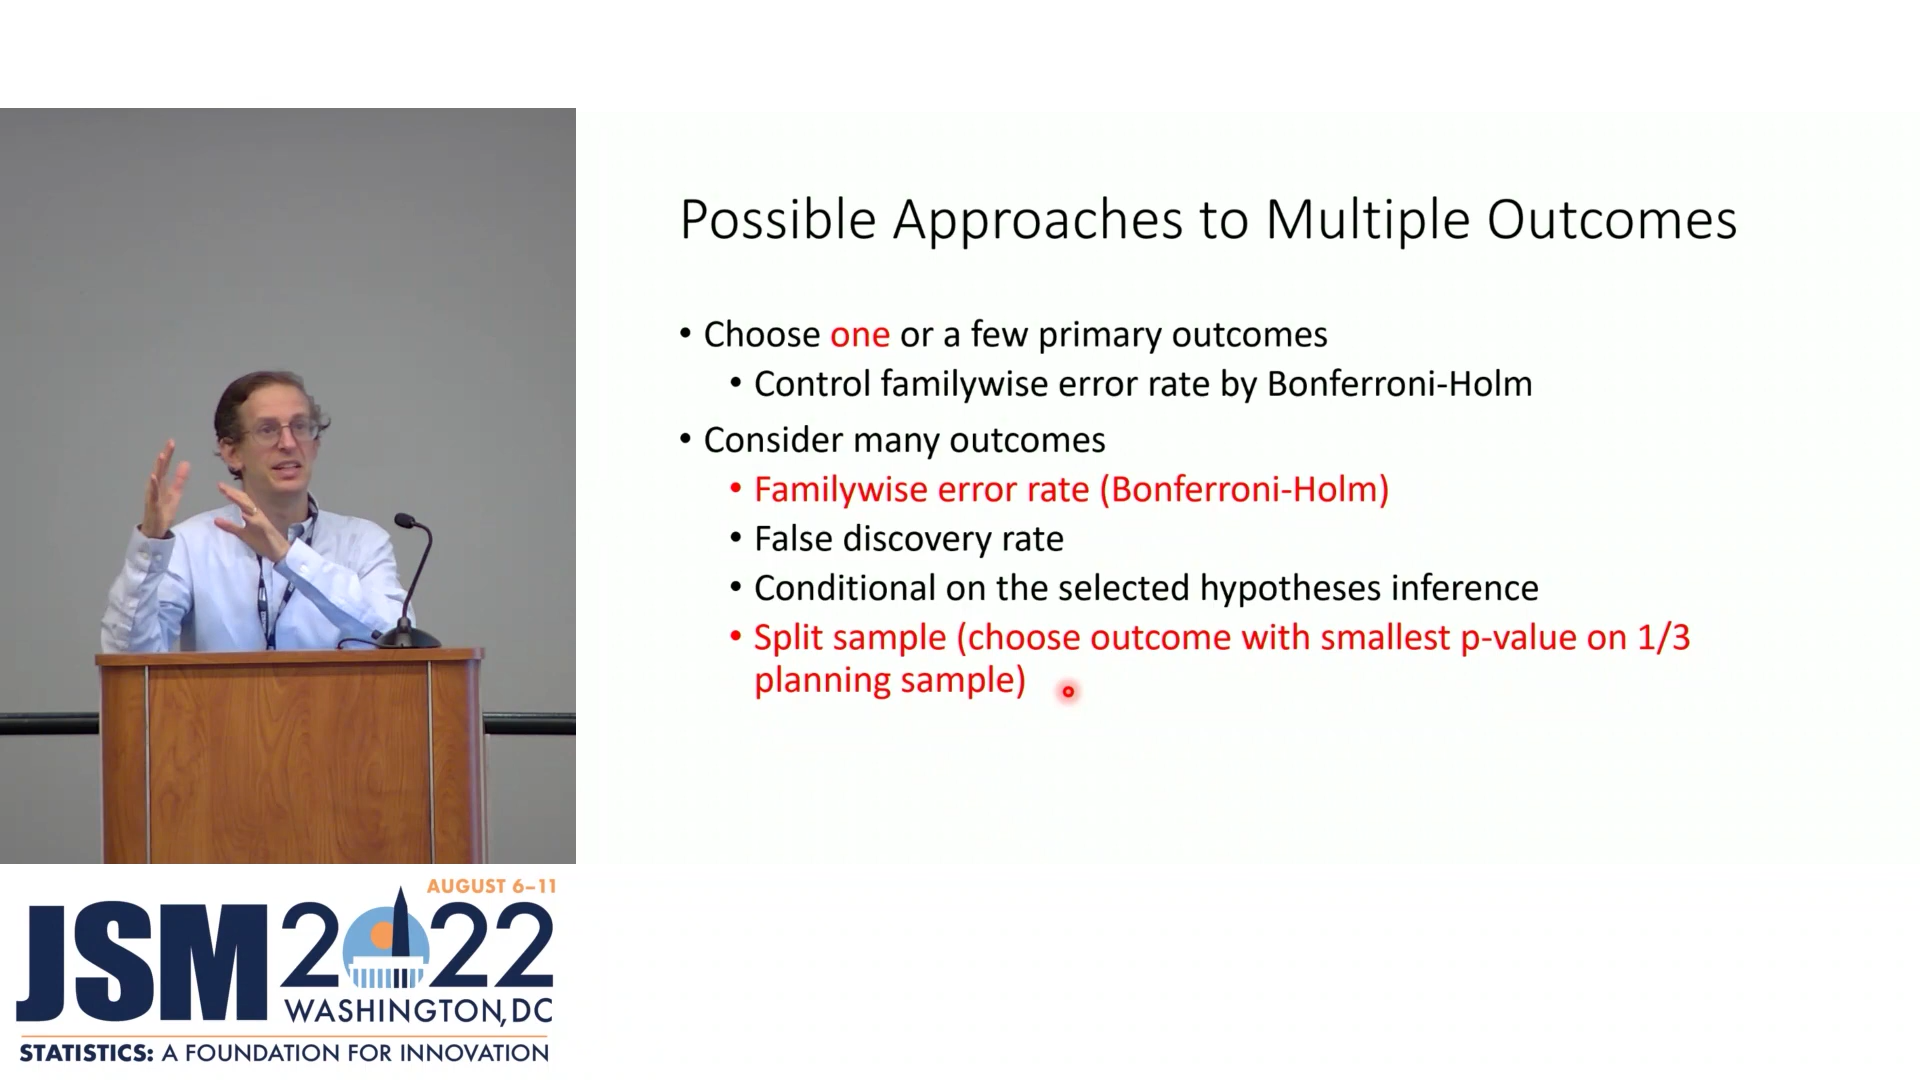 Possible Approaches to Multiple Outcomes
• Choose one or a few primary outcomes
• Control familywise error rate by Bonferroni-Holm
• Consider many outcomes
• Familywise error rate (Bonferroni-Holm)
• False discovery rate
• Conditional on the selected hypotheses inference
• Split sample (choose outcome with smallest p-value on 1/3
planning sample)
AUGUST 6–11
JSM 2022
WASHINGTON, DC
STATISTICS: A FOUNDATION FOR INNOVATION